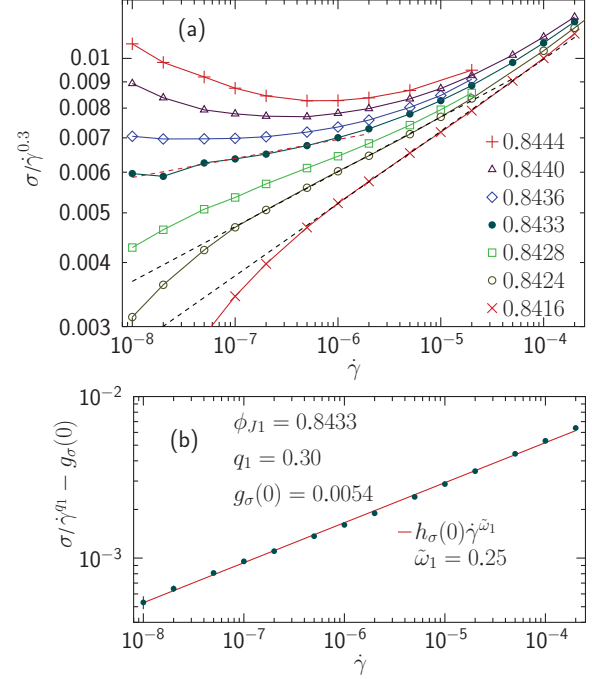 (a)
σ/γ̇^0.3
0.01
0.009
0.008
0.007
0.006
0.005
0.004
0.003
0.8444
0.8440
0.8436
0.8433
0.8428
0.8424
0.8416
10^−8 10^−7 10^−6 10^−5 10^−4
γ̇
(b)
σ/γ̇^q₁ − g_σ(0)
10^−2
10^−3
ϕ_J1 = 0.8433
q₁ = 0.30
g_σ(0) = 0.0054
h_σ(0)γ̇^ω̃₁
ω̃₁ = 0.25
10^−8 10^−7 10^−6 10^−5 10^−4
γ̇